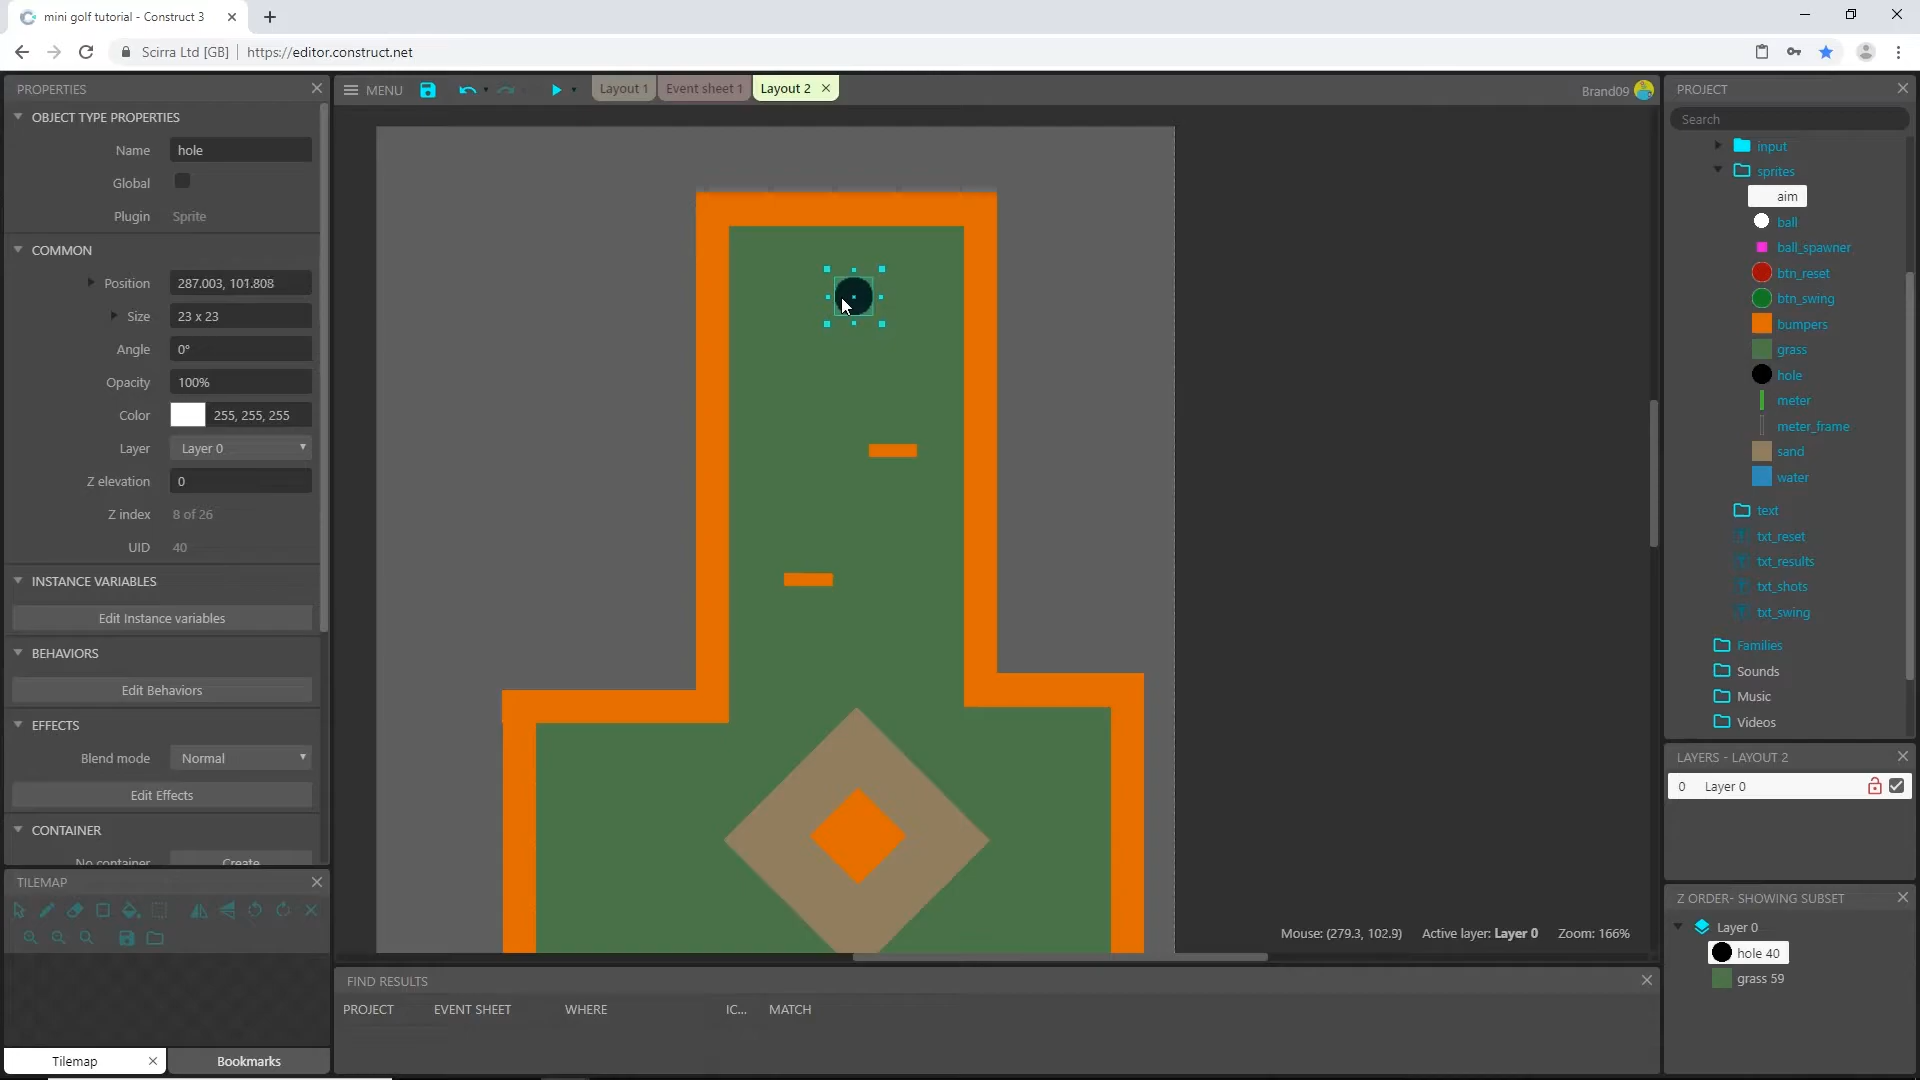 mini golf tutorial - Construct 3
Scirra Ltd [GB]
https://editor.construct.net
PROPERTIES
OBJECT TYPE PROPERTIES
Name
hole
Global
Plugin
Sprite
COMMON
Position
287.003, 101.808
Size
23 x 23
Angle
0°
Opacity
100%
Color
255, 255, 255
Layer
Layer 0
Z elevation
0
Z index
8 of 26
UID
40
INSTANCE VARIABLES
Edit Instance variables
BEHAVIORS
Edit Behaviors
EFFECTS
Blend mode
Normal
Edit Effects
CONTAINER
No container
Create
TILEMAP
Tilemap
Bookmarks
MENU
Layout 1
Event sheet 1
Layout 2
Brand09
Mouse: (279.3, 102.9)
Active layer: Layer 0
Zoom: 166%
FIND RESULTS
PROJECT
EVENT SHEET
WHERE
IC...
MATCH
PROJECT
Search
input
sprites
aim
ball
ball_spawner
btn_reset
btn_swing
bumpers
grass
hole
meter
meter_frame
sand
water
text
txt_reset
txt_results
txt_shots
txt_swing
Families
Sounds
Music
Videos
LAYERS - LAYOUT 2
0 Layer 0
Z ORDER- SHOWING SUBSET
Layer 0
hole 40
grass 59